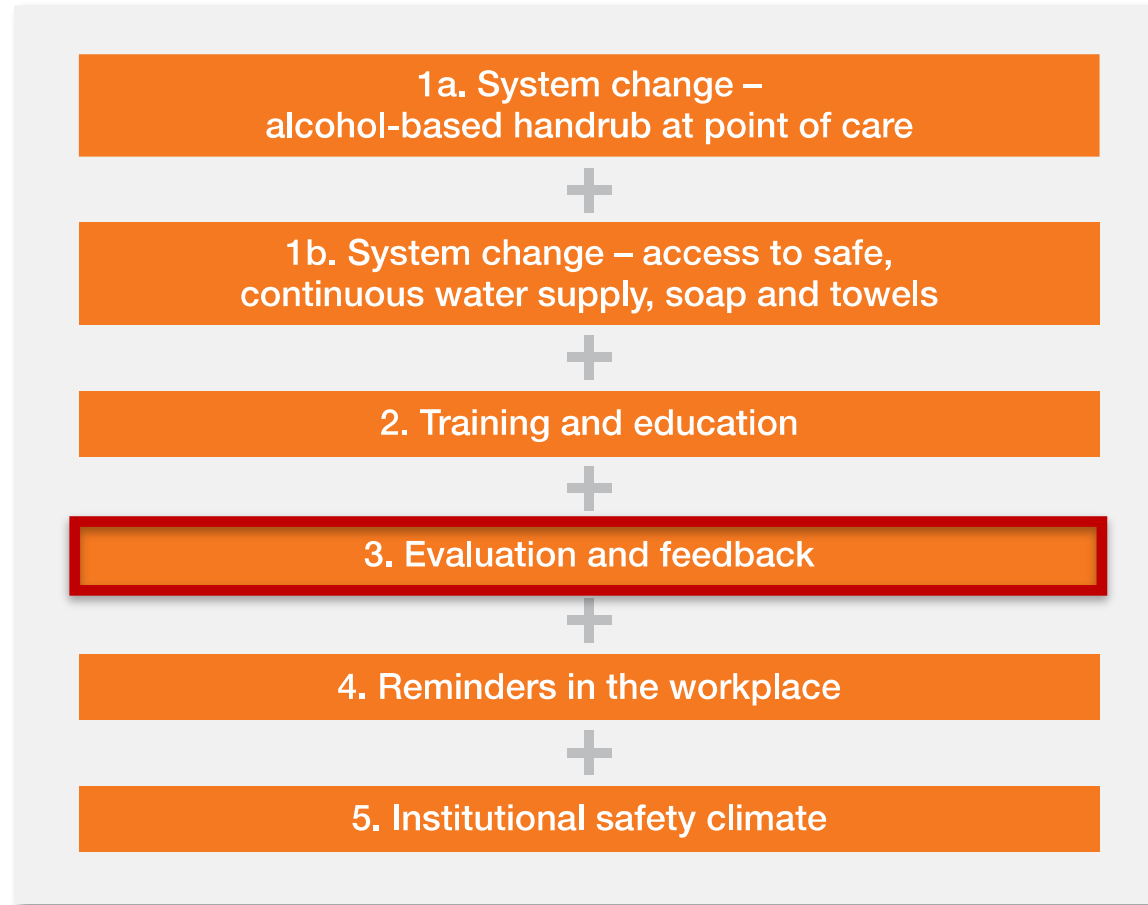 1a. System change –
alcohol-based handrub at point of care
+
1b. System change – access to safe,
continuous water supply, soap and towels
+
2. Training and education
+
3. Evaluation and feedback
+
4. Reminders in the workplace
+
5. Institutional safety climate